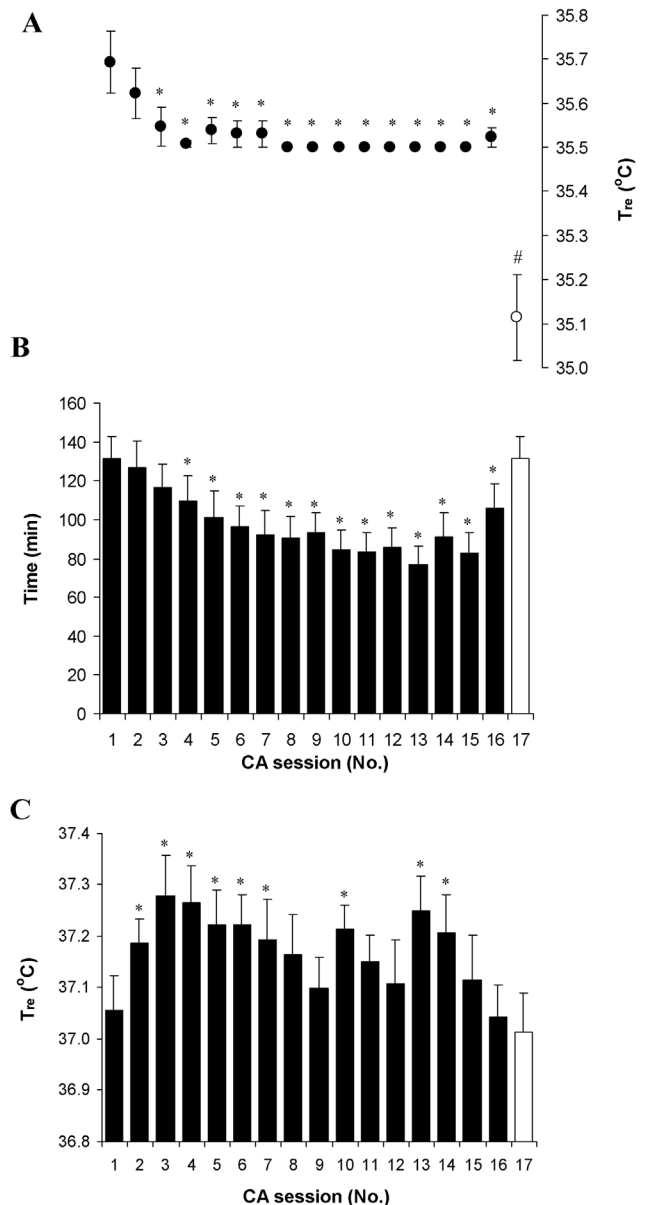 A
35.8
35.7
* * * * * * * * * * * * * *
35.6
35.5
35.4
Tre (°C)
35.3
#
35.2
35.1
35.0
B
160
140
120
100
80
60
40
20
0
Time (min)
* * * * * * * * * * * * *
1 2 3 4 5 6 7 8 9 10 11 12 13 14 15 16 17
CA session (No.)
C
37.4
37.3
37.2
37.1
37.0
36.9
36.8
Tre (°C)
* * * * * * * * *
1 2 3 4 5 6 7 8 9 10 11 12 13 14 15 16 17
CA session (No.)